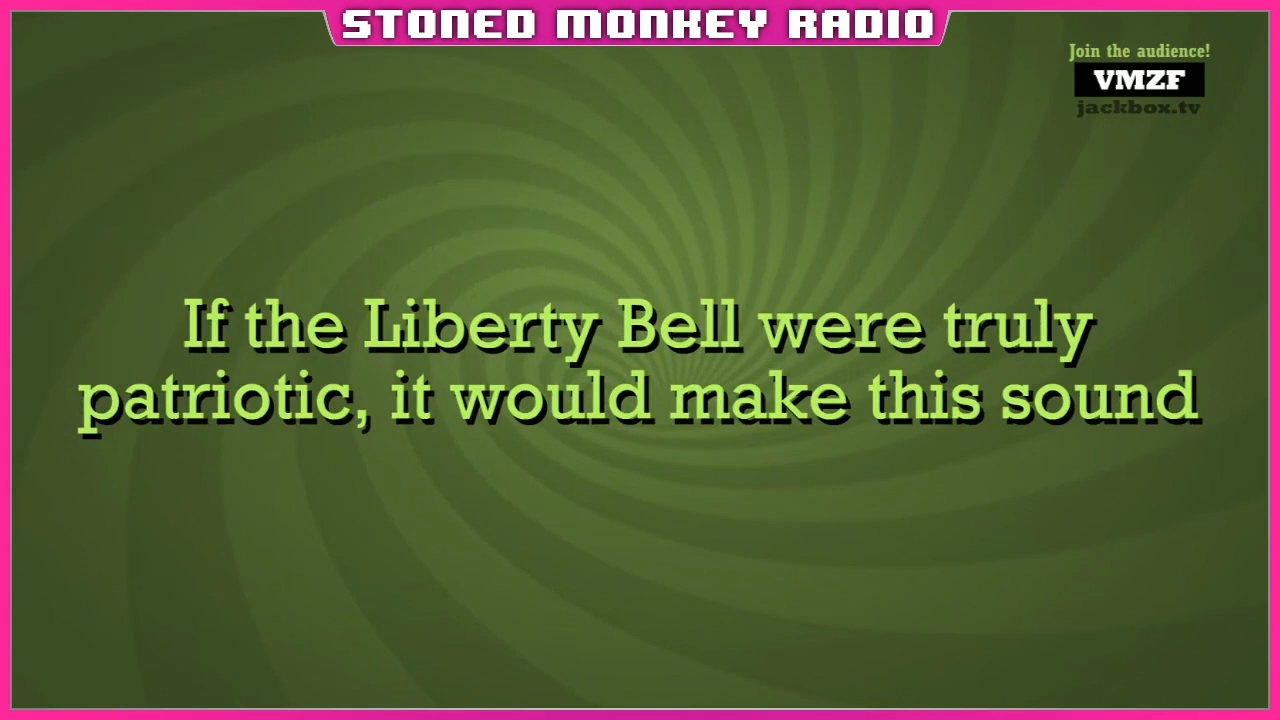 STONED MONKEY RADIO
Join the audience!
VMZF
jackbox.tv
If the Liberty Bell were truly
patriotic, it would make this sound